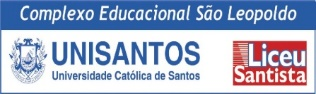 Complexo Educacional São Leopoldo
UNISANTOS
Universidade Católica de Santos
Liceu
Santista